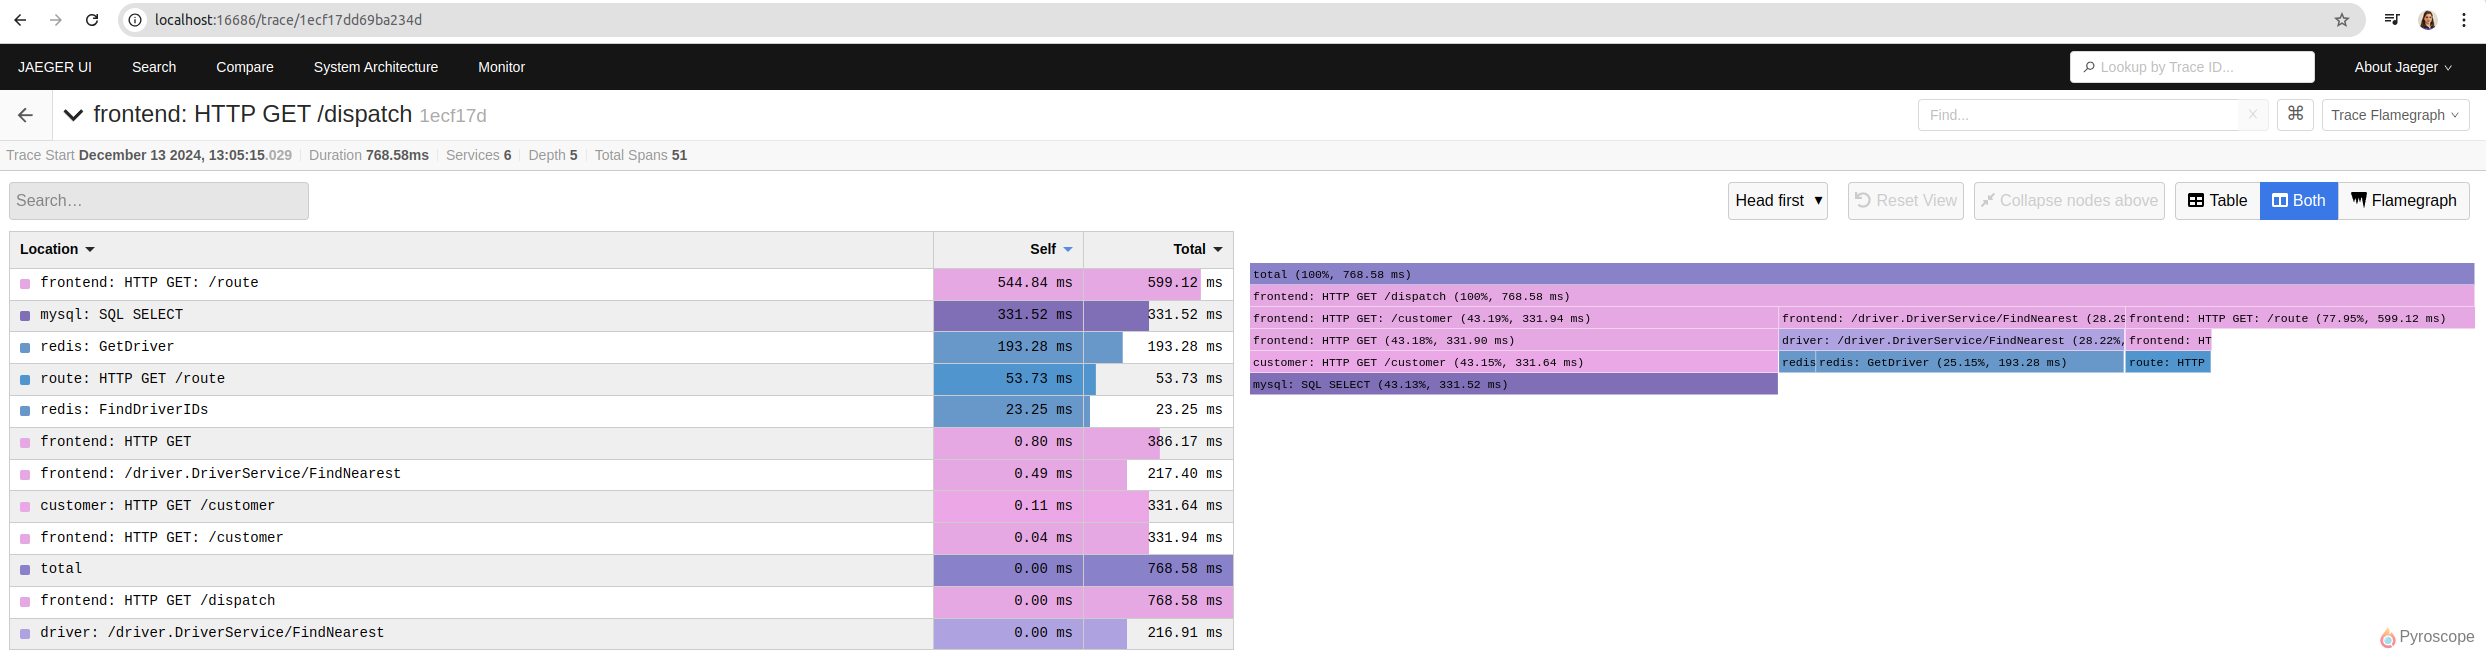 localhost:16686/trace/1ecf17dd69ba234d
JAEGER UI Search Compare System Architecture Monitor Lookup by Trace ID... About Jaeger
frontend: HTTP GET /dispatch 1ecf17d Find... X ⌘ Trace Flamegraph
Trace Start December 13 2024, 13:05:15.029 Duration 768.58ms Services 6 Depth 5 Total Spans 51
Search… Head first Reset View Collapse nodes above Table Both Flamegraph
Location Self Total
frontend: HTTP GET: /route 544.84 ms 599.12 ms
mysql: SQL SELECT 331.52 ms 331.52 ms
redis: GetDriver 193.28 ms 193.28 ms
route: HTTP GET /route 53.73 ms 53.73 ms
redis: FindDriverIDs 23.25 ms 23.25 ms
frontend: HTTP GET 0.80 ms 386.17 ms
frontend: /driver.DriverService/FindNearest 0.49 ms 217.40 ms
customer: HTTP GET /customer 0.11 ms 331.64 ms
frontend: HTTP GET: /customer 0.04 ms 331.94 ms
total 0.00 ms 768.58 ms
frontend: HTTP GET /dispatch 0.00 ms 768.58 ms
driver: /driver.DriverService/FindNearest 0.00 ms 216.91 ms
total (100%, 768.58 ms)
frontend: HTTP GET /dispatch (100%, 768.58 ms)
frontend: HTTP GET: /customer (43.19%, 331.94 ms) frontend: /driver.DriverService/FindNearest (28.29 frontend: HTTP GET: /route (77.95%, 599.12 ms)
frontend: HTTP GET (43.18%, 331.90 ms) driver: /driver.DriverService/FindNearest (28.22%, frontend: HT
customer: HTTP GET /customer (43.15%, 331.64 ms) redis redis: GetDriver (25.15%, 193.28 ms) route: HTTP
mysql: SQL SELECT (43.13%, 331.52 ms)
Pyroscope